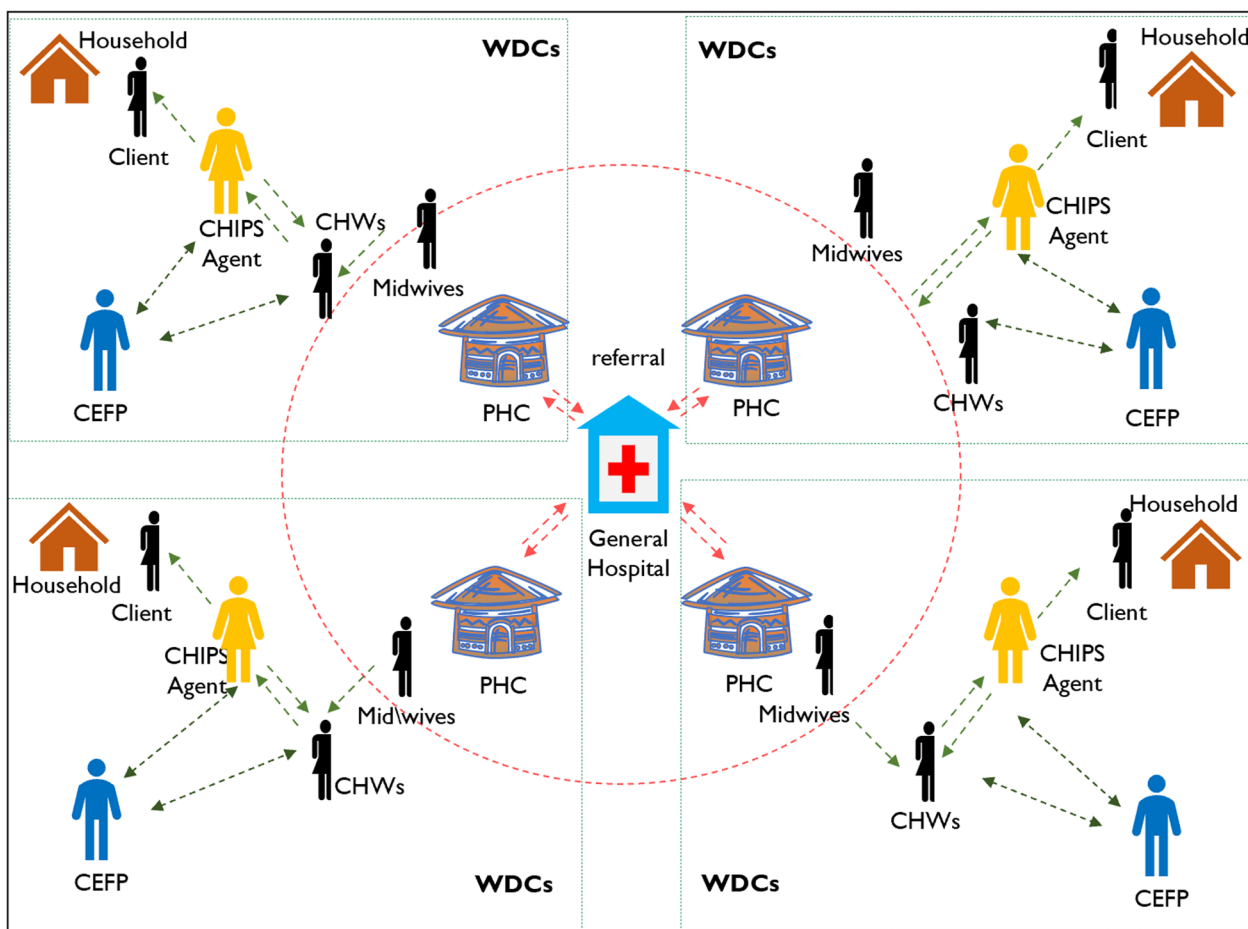 Household
WDCs
Client
CHIPS
Agent
CHWs
Midwives
CEFP
PHC
WDCs
Household
Client
CHIPS
Agent
Midwives
CHWs
CEFP
PHC
referral
General
Hospital
Household
Client
CHIPS
Agent
Mid\wives
PHC
CHWs
CEFP
WDCs
Household
Client
CHIPS
Agent
PHC
Midwives
CHWs
CEFP
WDCs